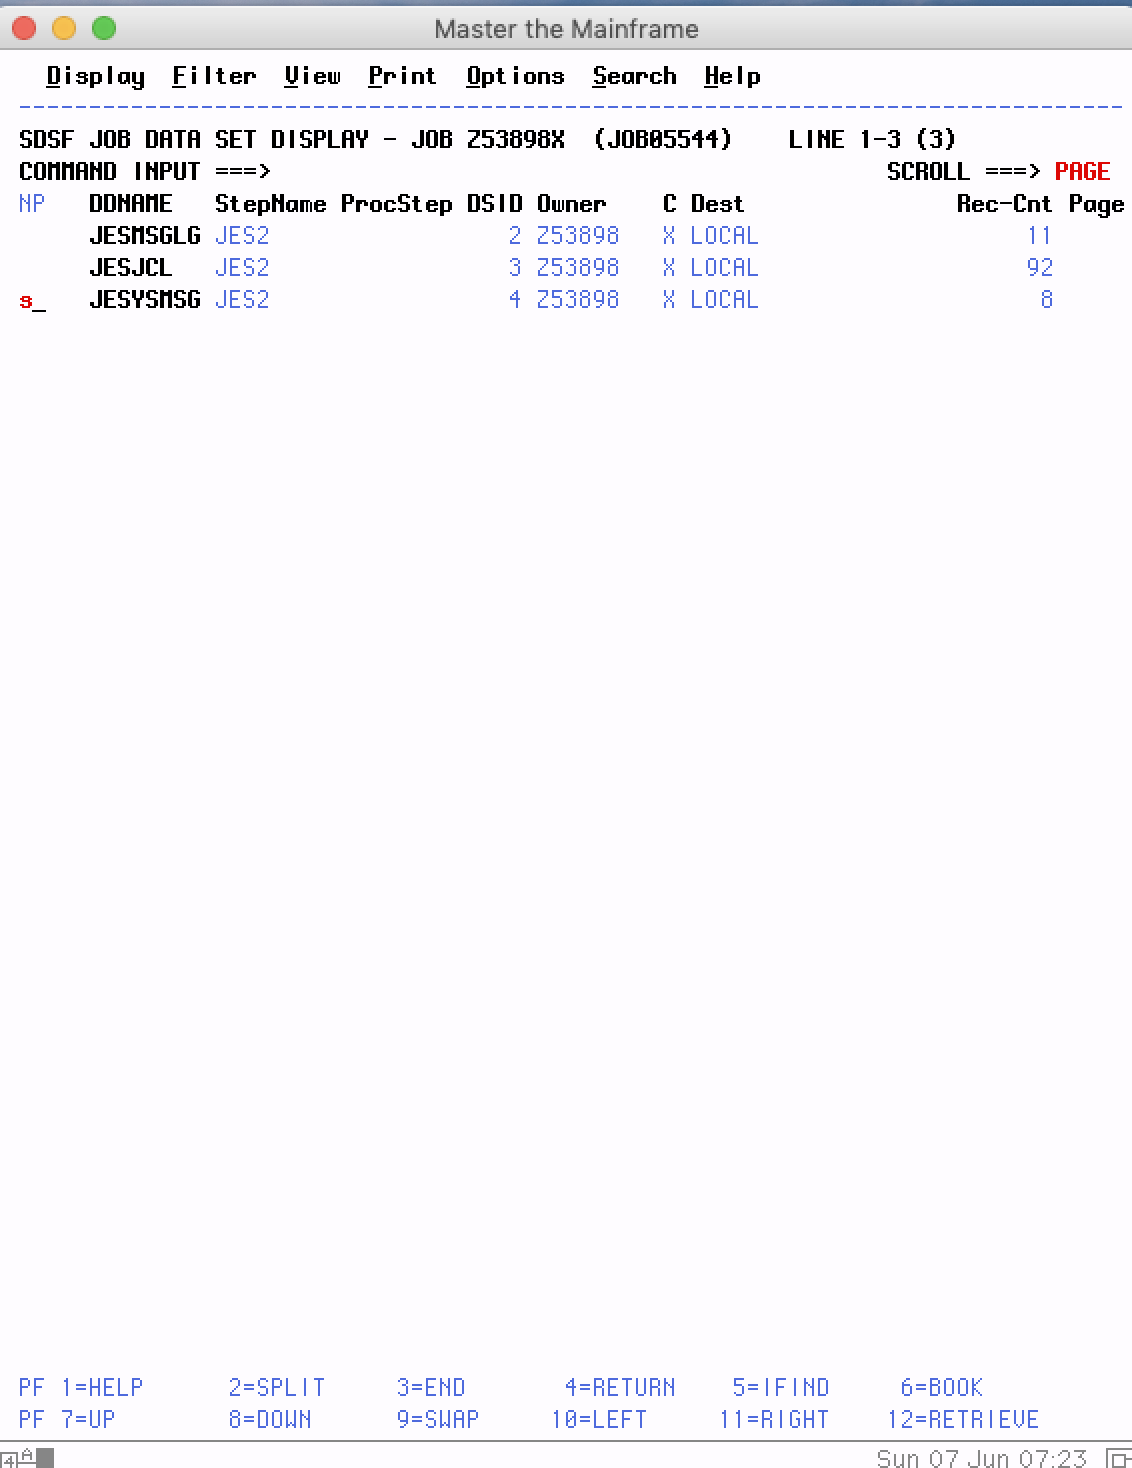 Master the Mainframe
Display Filter View Print Options Search Help
SDSF JOB DATA SET DISPLAY - JOB Z53898X (JOB05544) LINE 1-3 (3)
COMMAND INPUT ===> SCROLL ===> PAGE
NP DDNAME StepName ProcStep DSID Owner C Dest Rec-Cnt Page
JESMSGLG JES2 2 Z53898 X LOCAL 11
JESJCL JES2 3 Z53898 X LOCAL 92
s_ JESYSMSG JES2 4 Z53898 X LOCAL 8
PF 1=HELP 2=SPLIT 3=END 4=RETURN 5=IFIND 6=BOOK
PF 7=UP 8=DOWN 9=SWAP 10=LEFT 11=RIGHT 12=RETRIEVE
4 A Sun 07 Jun 07:23